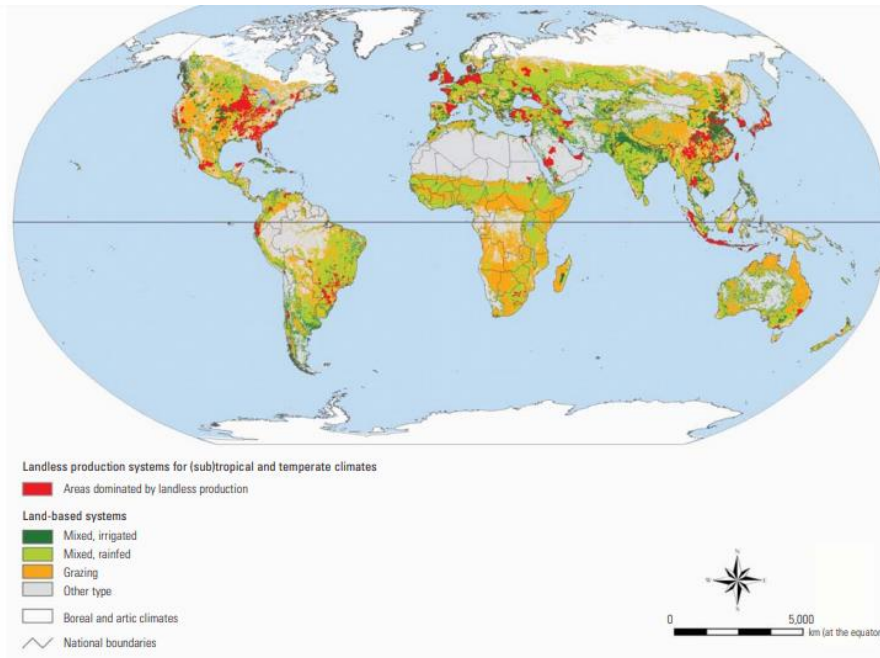 Landless production systems for (sub)tropical and temperate climates
Areas dominated by landless production
Land-based systems
Mixed, irrigated
Mixed, rainfed
Grazing
Other type
Boreal and artic climates
National boundaries
N
W
E
S
0
5,000
km (at the equator